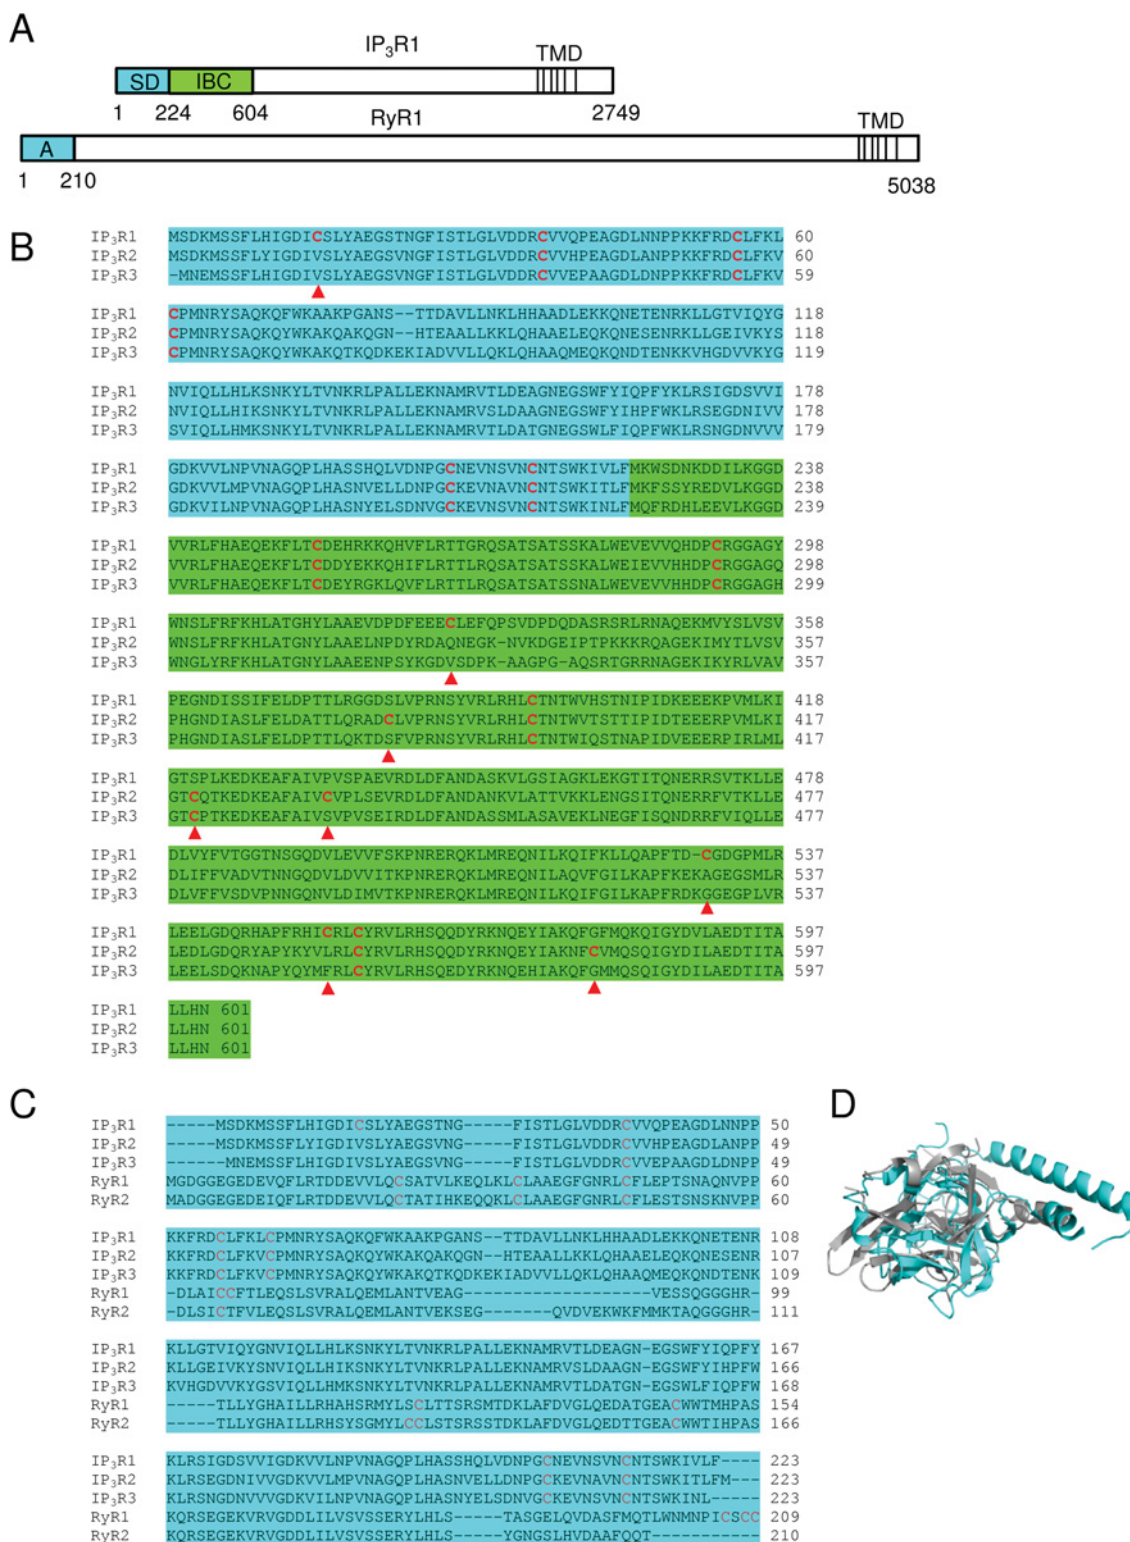 A
IP3R1
TMD
SD IBC
1 224 604 2749
RyR1
TMD
A
1 210 5038
B
IP3R1 MSDKMSSFLHIGDICSLYAEGSTNGFISTLGLVDDRCVVQPEAGDLNNPPKKFRDCLFKL 60
IP3R2 MSDKMSSFLYIGDIVSLYAEGSVNGFISTLGLVDDRCVVHPEAGDLANPPKKFRDCLFKV 60
IP3R3 -MNEMSSFLHIGDIVSLYAEGSVNGFISTLGLVDDRCVVEPAAGDLDNPPKKFRDCLFKV 59
IP3R1 CPMNRYSAQKQFWKAAKPGANS--TTDAVLLNKLHHAADLEKKQNETENRKLLGTVIQYG 118
IP3R2 CPMNRYSAQKQYWKAKQAKQGN--HTEAALLKKLQHAAELEQKQNESENRKLLGEIVKYS 118
IP3R3 CPMNRYSAQKQYWKAKQTKQDKEKIADVVLLQKLQHAAQMEQKQNDTENKKVHGDVVKYG 119
IP3R1 NVIQLLHLKSNKYLTVNKRLPALLEKNAMRVTLDEAGNEGSWFYIQPFYKLRSIGDSVVI 178
IP3R2 NVIQLLHIKSNKYLTVNKRLPALLEKNAMRVSLDAAGNEGSWFYIHPFWKLRSEGDNIVV 178
IP3R3 SVIQLLHMKSNKYLTVNKRLPALLEKNAMRVTLDATGNEGSWLFIQPFWKLRSNGDNVVV 179
IP3R1 GDKVVLNPVNAGQPLHASSHQLVDNPGCNEVNSVNCNTSWKIVLFMKWSDNKDDILKGGD 238
IP3R2 GDKVVLMPVNAGQPLHASNVELLDNPGCKEVNAVNCNTSWKITLFMKFSSYREDVLKGGD 238
IP3R3 GDKVILNPVNAGQPLHASNYELSDNVGCKEVNSVNCNTSWKINLFMQFRDHLEEVLKGGD 239
IP3R1 VVRLFHAEQEKFLTCDEHRKKQHVFLRTTGRQSATSATSSKALWEVEVVQHDPCRGGAGY 298
IP3R2 VVRLFHAEQEKFLTCDDYEKKQHIFLRTTLRQSATSATSSKALWEIEVVHHDPCRGGAGQ 298
IP3R3 VVRLFHAEQEKFLTCDEYRGKLQVFLRTTLRQSATSATSSNALWEVEVVHHDPCRGGAGH 299
IP3R1 WNSLFRFKHLATGHYLAAEVDPDFEEECLEFQPSVDPDQDASRSRLRNAQEKMVYSLVSV 358
IP3R2 WNSLFRFKHLATGNYLAAELNPDYRDAQNEGK-NVKDGEIPTPKKKRQAGEKIMYTLVSV 357
IP3R3 WNGLYRFKHLATGNYLAAEENPSYKGDVSDPK-AAGPG-AQSRTGRRNAGEKIKYRLVAV 357
IP3R1 PEGNDISSIFELDPTTLRGGDSLVPRNSYVRLRHLCTNTWVHSTNIPIDKEEEKPVMLKI 418
IP3R2 PHGNDIASLFELDATTLQRADCLVPRNSYVRLRHLCTNTWVTSTTIPIDTEEERPVMLKI 417
IP3R3 PHGNDIASLFELDPTTLQKTDSFVPRNSYVRLRHLCTNTWIQSTNAPIDVEEERPIRLML 417
IP3R1 GTSPLKEDKEAFAIVPVSPAEVRDLDFANDASKVLGSIAGKLEKGTITQNERRSVTKLLE 478
IP3R2 GTCQTKEDKEAFAIVCVPLSEVRDLDFANDANKVLATTVKKLENGSITQNERRFVTKLLE 477
IP3R3 GTCPTKEDKEAFAIVSVPVSEIRDLDFANDASSMLASAVEKLNEGFISQNDRRFVIQLLE 477
IP3R1 DLVYFVTGGTNSGQDVLEVVFSKPNRERQKLMREQNILKQIFKLLQAPFTD-CGDGPMLR 537
IP3R2 DLIFFVADVTNNGQDVLDVVITKPNRERQKLMREQNILAQVFGILKAPFKEKAGEGSMLR 537
IP3R3 DLVFFVSDVPNNGQNVLDIMVTKPNRERQKLMREQNILKQIFGILKAPFRDKGGEGPLVR 537
IP3R1 LEELGDQRHAPFRHICRLCYRVLRHSQQDYRKNQEYIAKQFGFMQKQIGYDVLAEDTITA 597
IP3R2 LEDLGDQRYAPYKYVLRLCYRVLRHSQQDYRKNQEYIAKNFCVMQSQIGYDILAEDTITA 597
IP3R3 LEELSDQKNAPYQYMFRLCYRVLRHSQEDYRKNQEHIAKQFGMMQSQIGYDILAEDTITA 597
IP3R1 LLHN 601
IP3R2 LLHN 601
IP3R3 LLHN 601
C
D
IP3R1 -----MSDKMSSFLHIGDICSLYAEGSTNG-----FISTLGLVDDRCVVQPEAGDLNNPP 50
IP3R2 -----MSDKMSSFLYIGDIVSLYAEGSVNG-----FISTLGLVDDRCVVHPEAGDLANPP 49
IP3R3 ------MNEMSSFLHIGDIVSLYAEGSVNG-----FISTLGLVDDRCVVEPAAGDLDNPP 49
RyR1 MGDGGEGEDEVQFLRTDDEVVLQCSATVLKEQLKLCLAAEGFGNRLCFLEPTSNAQNVPP 60
RyR2 MADGGEGEDEIQFLRTDDEVVLQCTATIHKEQQKLCLAAEGFGNRLCFLESTSNSKNVPP 60
IP3R1 KKFRDCLFKLCPMNRYSAQKQFWKAAKPGANS--TTDAVLLNKLHHAADLEKKQNETENR 108
IP3R2 KKFRDCLFKVCPMNRYSAQKQYWKAKQAKQGN--HTEAALLKKLQHAAELEQKQNESENR 107
IP3R3 KKFRDCLFKVCPMNRYSAQKQYWKAKQTKQDKEKIADVVLLQKLQHAAQMEQKQNDTENK 109
RyR1 -DLAICCFTLEQSLSVRALQEMLANTVEAG-------------------VESSQGGGHR- 99
RyR2 -DLSICTFVLEQSLSVRALQEMLANTVEKSEG-------QVDVEKWKFMMKTAQGGGHR- 111
IP3R1 KLLGTVIQYGNVIQLLHLKSNKYLTVNKRLPALLEKNAMRVTLDEAGN-EGSWFYIQPFY 167
IP3R2 KLLGEIVKYSNVIQLLHIKSNKYLTVNKRLPALLEKNAMRVSLDAAGN-EGSWFYIHPFW 166
IP3R3 KVHGDVVKYGSVIQLLHMKSNKYLTVNKRLPALLEKNAMRVTLDATGN-EGSWLFIQPFW 168
RyR1 -----TLLYGHAILLRHAHSRMYLSCLTTSRSMTDKLAFDVGLQEDATGEACWWTMHPAS 154
RyR2 -----TLLYGHAILLRHSYSGMYLCCLSTSRSSTDKLAFDVGLQEDTTGEACWWTIHPAS 166
IP3R1 KLRSIGDSVVIGDKVVLNPVNAGQPLHASSHQLVDNPGCNEVNSVNCNTSWKIVLF---- 223
IP3R2 KLRSEGDNIVVGDKVVLMPVNAGQPLHASNVELLDNPGCKEVNAVNCNTSWKITLFM--- 223
IP3R3 KLRSNGDNVVVGDKVILNPVNAGQPLHASNYELSDNVGCKEVNSVNCNTSWKINL----- 223
RyR1 KQRSEGEKVRVGDDLILVSVSSERYLHLS-----TASGELQVDASFMQTLWNMNPICSCC 209
RyR2 KQRSEGEKVRVGDDLILVSVSSERYLHLS-----YGNGSLHVDAAFQQT----------- 210